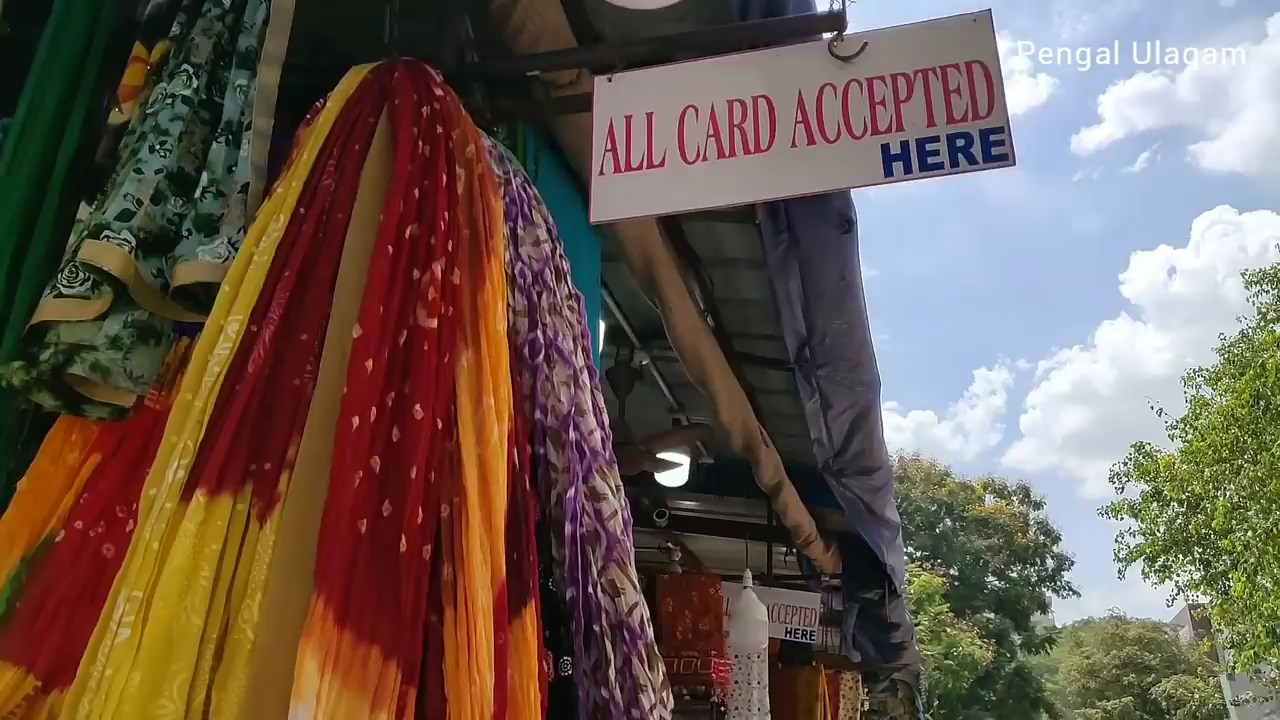 Pengal Ulagam
ALL CARD ACCEPTED
HERE
ACCEPTED
HERE